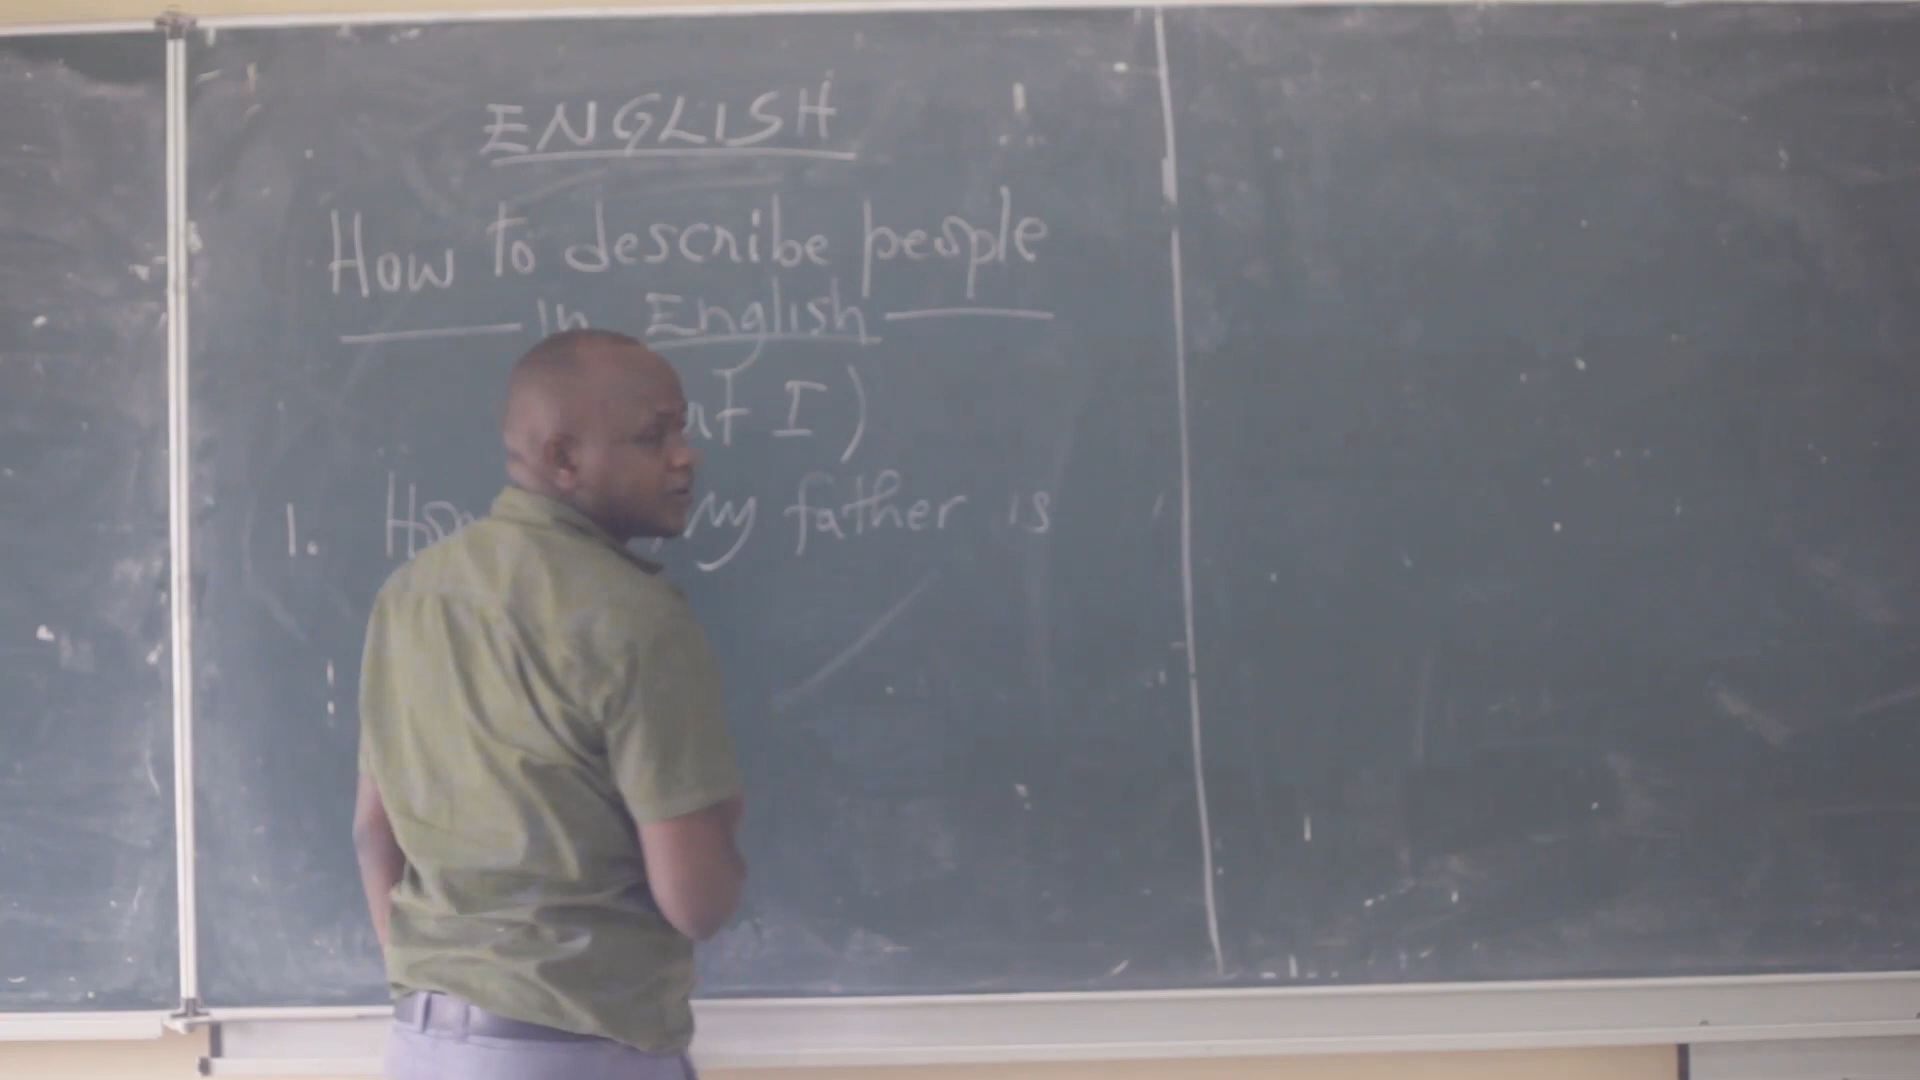 ENGLISH
How to describe people
in English
I)
1. My father is